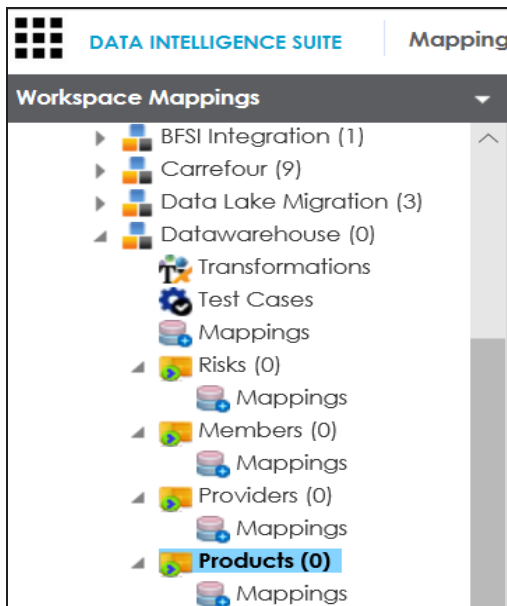 DATA INTELLIGENCE SUITE Mapping
Workspace Mappings
BFSI Integration (1)
Carrefour (9)
Data Lake Migration (3)
Datawarehouse (0)
Transformations
Test Cases
Mappings
Risks (0)
Mappings
Members (0)
Mappings
Providers (0)
Mappings
Products (0)
Mappings